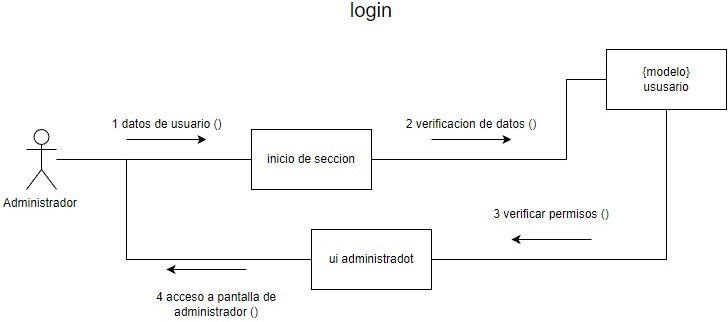 login
{modelo}
ususario
1 datos de usuario ()
2 verificacion de datos ()
inicio de seccion
Administrador
3 verificar permisos ()
ui administradot
4 acceso a pantalla de
administrador ()